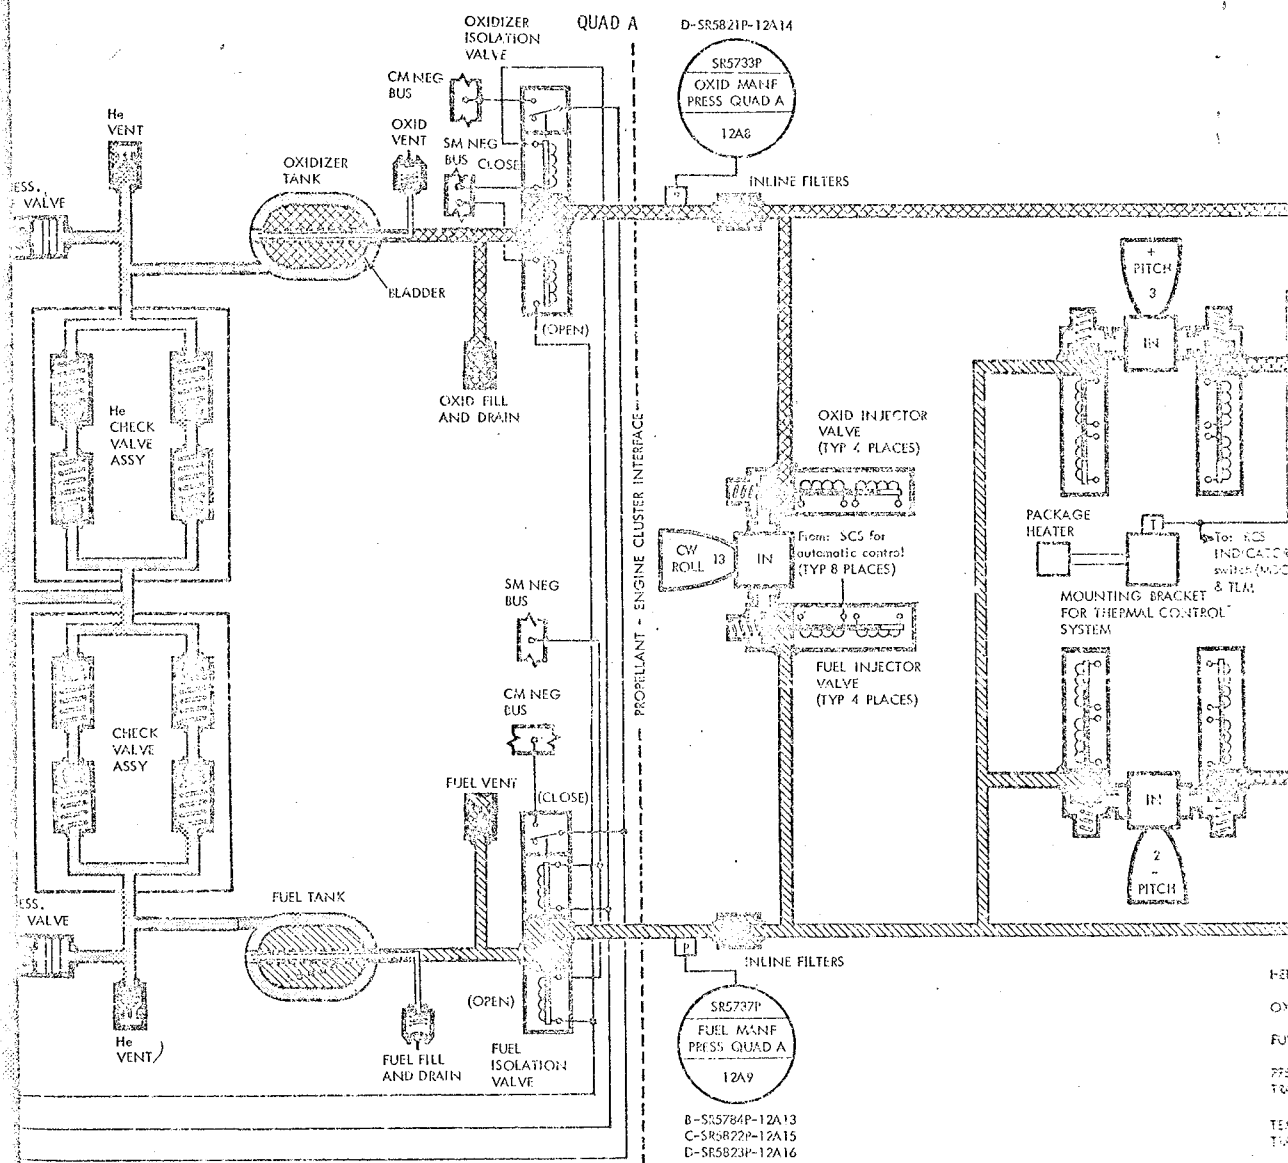 QUAD A
OXIDIZER
ISOLATION
VALVE
D-SR5821P-12A14
SR5733P
OXID MANF
PRESS QUAD A
12A8
CM NEG
BUS
He
VENT
OXID
VENT
SM NEG
BUS
CLOSE
OXIDIZER
TANK
INLINE FILTERS
ESS.
VALVE
BLADDER
(OPEN)
+
PITCH
3
IN
OXID FILL
AND DRAIN
He
CHECK
VALVE
ASSY
PROPELLANT - ENGINE CLUSTER INTERFACE
OXID INJECTOR
VALVE
(TYP 4 PLACES)
CW
ROLL 13
IN
From: SCS for
automatic control
(TYP 8 PLACES)
PACKAGE
HEATER
T
To:
INDICATOR
switch
& TLM
MOUNTING BRACKET
FOR THERMAL CONTROL
SYSTEM
SM NEG
BUS
FUEL INJECTOR
VALVE
(TYP 4 PLACES)
CM NEG
BUS
CHECK
VALVE
ASSY
FUEL VENT
(CLOSE)
IN
2
-
PITCH
FUEL TANK
ESS.
VALVE
P
P
INLINE FILTERS
(OPEN)
SR5737P
FUEL MANF
PRESS QUAD A
12A9
He
VENT)
FUEL FILL
AND DRAIN
FUEL
ISOLATION
VALVE
B-SR5784P-12A13
C-SR5822P-12A15
D-SR5823P-12A16